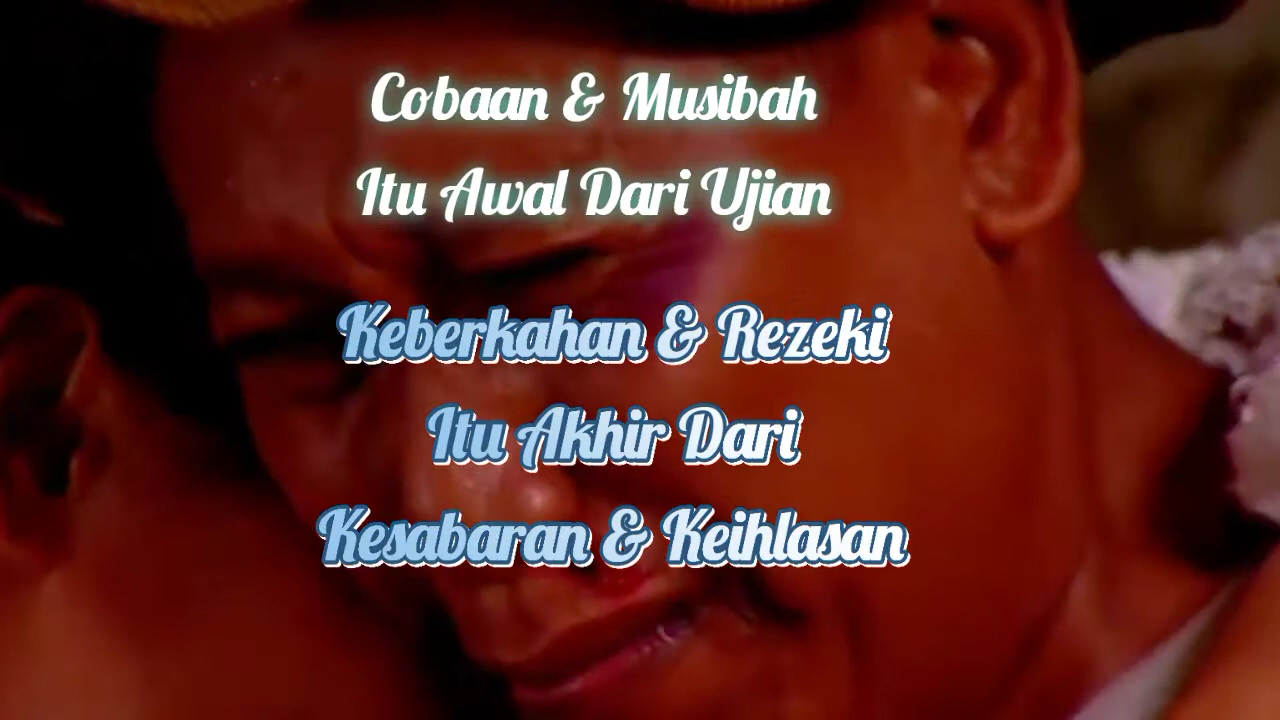 Cobaan & Musibah
Itu Awal Dari Ujian
Keberkahan & Rezeki
Itu Akhir Dari
Kesabaran & Keihlasan